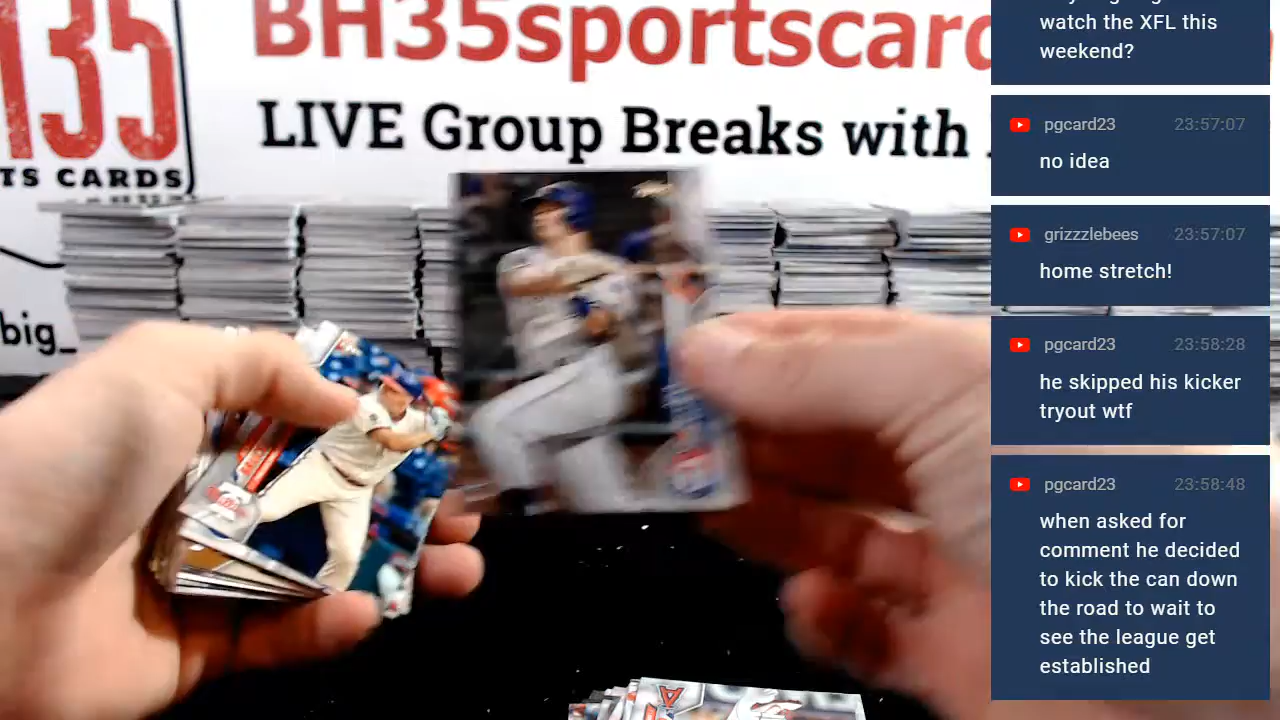 135
TS CARDS
BH35sportscard
LIVE Group Breaks with
big_
watch the XFL this
weekend?
pgcard23 23:57:07
no idea
grizzzlebees 23:57:07
home stretch!
pgcard23 23:58:28
he skipped his kicker
tryout wtf
pgcard23 23:58:48
when asked for
comment he decided
to kick the can down
the road to wait to
see the league get
established